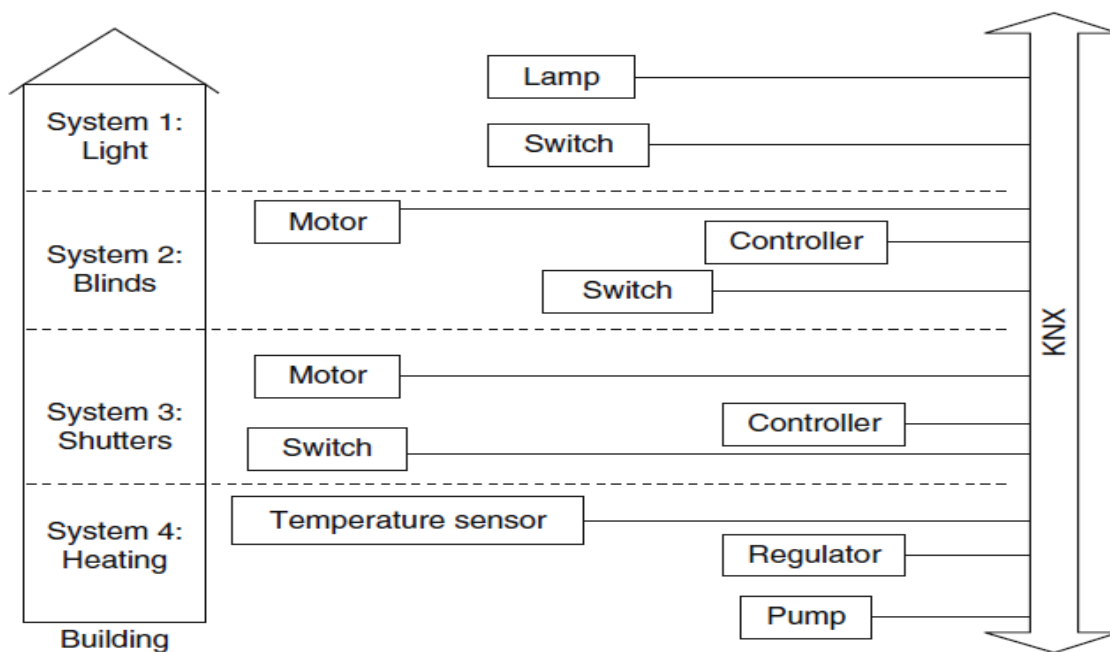 Lamp
System 1:
Light
Switch
Motor
Controller
System 2:
Blinds
Switch
KNX
Motor
System 3:
Shutters
Controller
Switch
Temperature sensor
System 4:
Heating
Regulator
Pump
Building